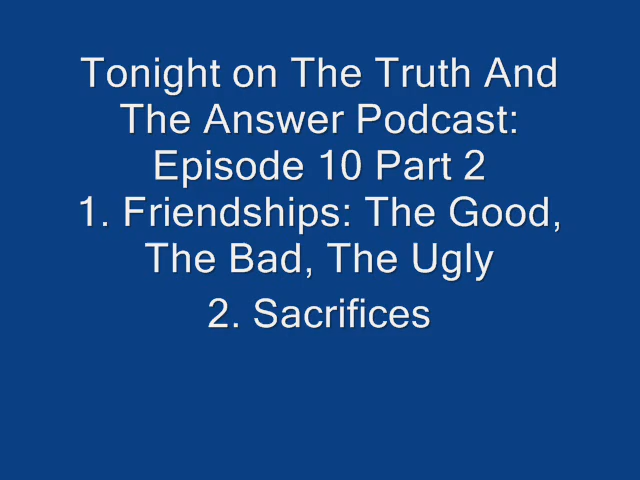 Tonight on The Truth And
The Answer Podcast:
Episode 10 Part 2
1. Friendships: The Good,
The Bad, The Ugly
2. Sacrifices